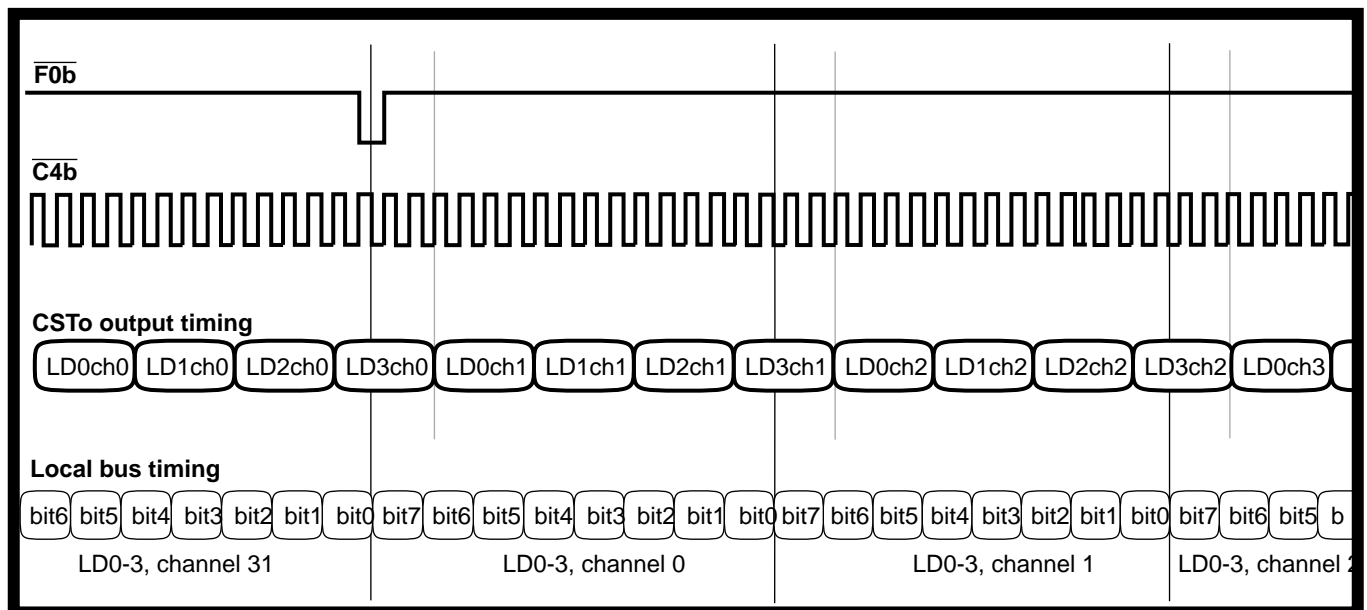 F0b
C4b
CSTo output timing
LD0ch0 LD1ch0 LD2ch0 LD3ch0 LD0ch1 LD1ch1 LD2ch1 LD3ch1 LD0ch2 LD1ch2 LD2ch2 LD3ch2 LD0ch3
Local bus timing
bit6 bit5 bit4 bit3 bit2 bit1 bit0 bit7 bit6 bit5 bit4 bit3 bit2 bit1 bit0 bit7 bit6 bit5 bit4 bit3 bit2 bit1 bit0 bit7 bit6 bit5 b
LD0-3, channel 31 LD0-3, channel 0 LD0-3, channel 1 LD0-3, channel 2